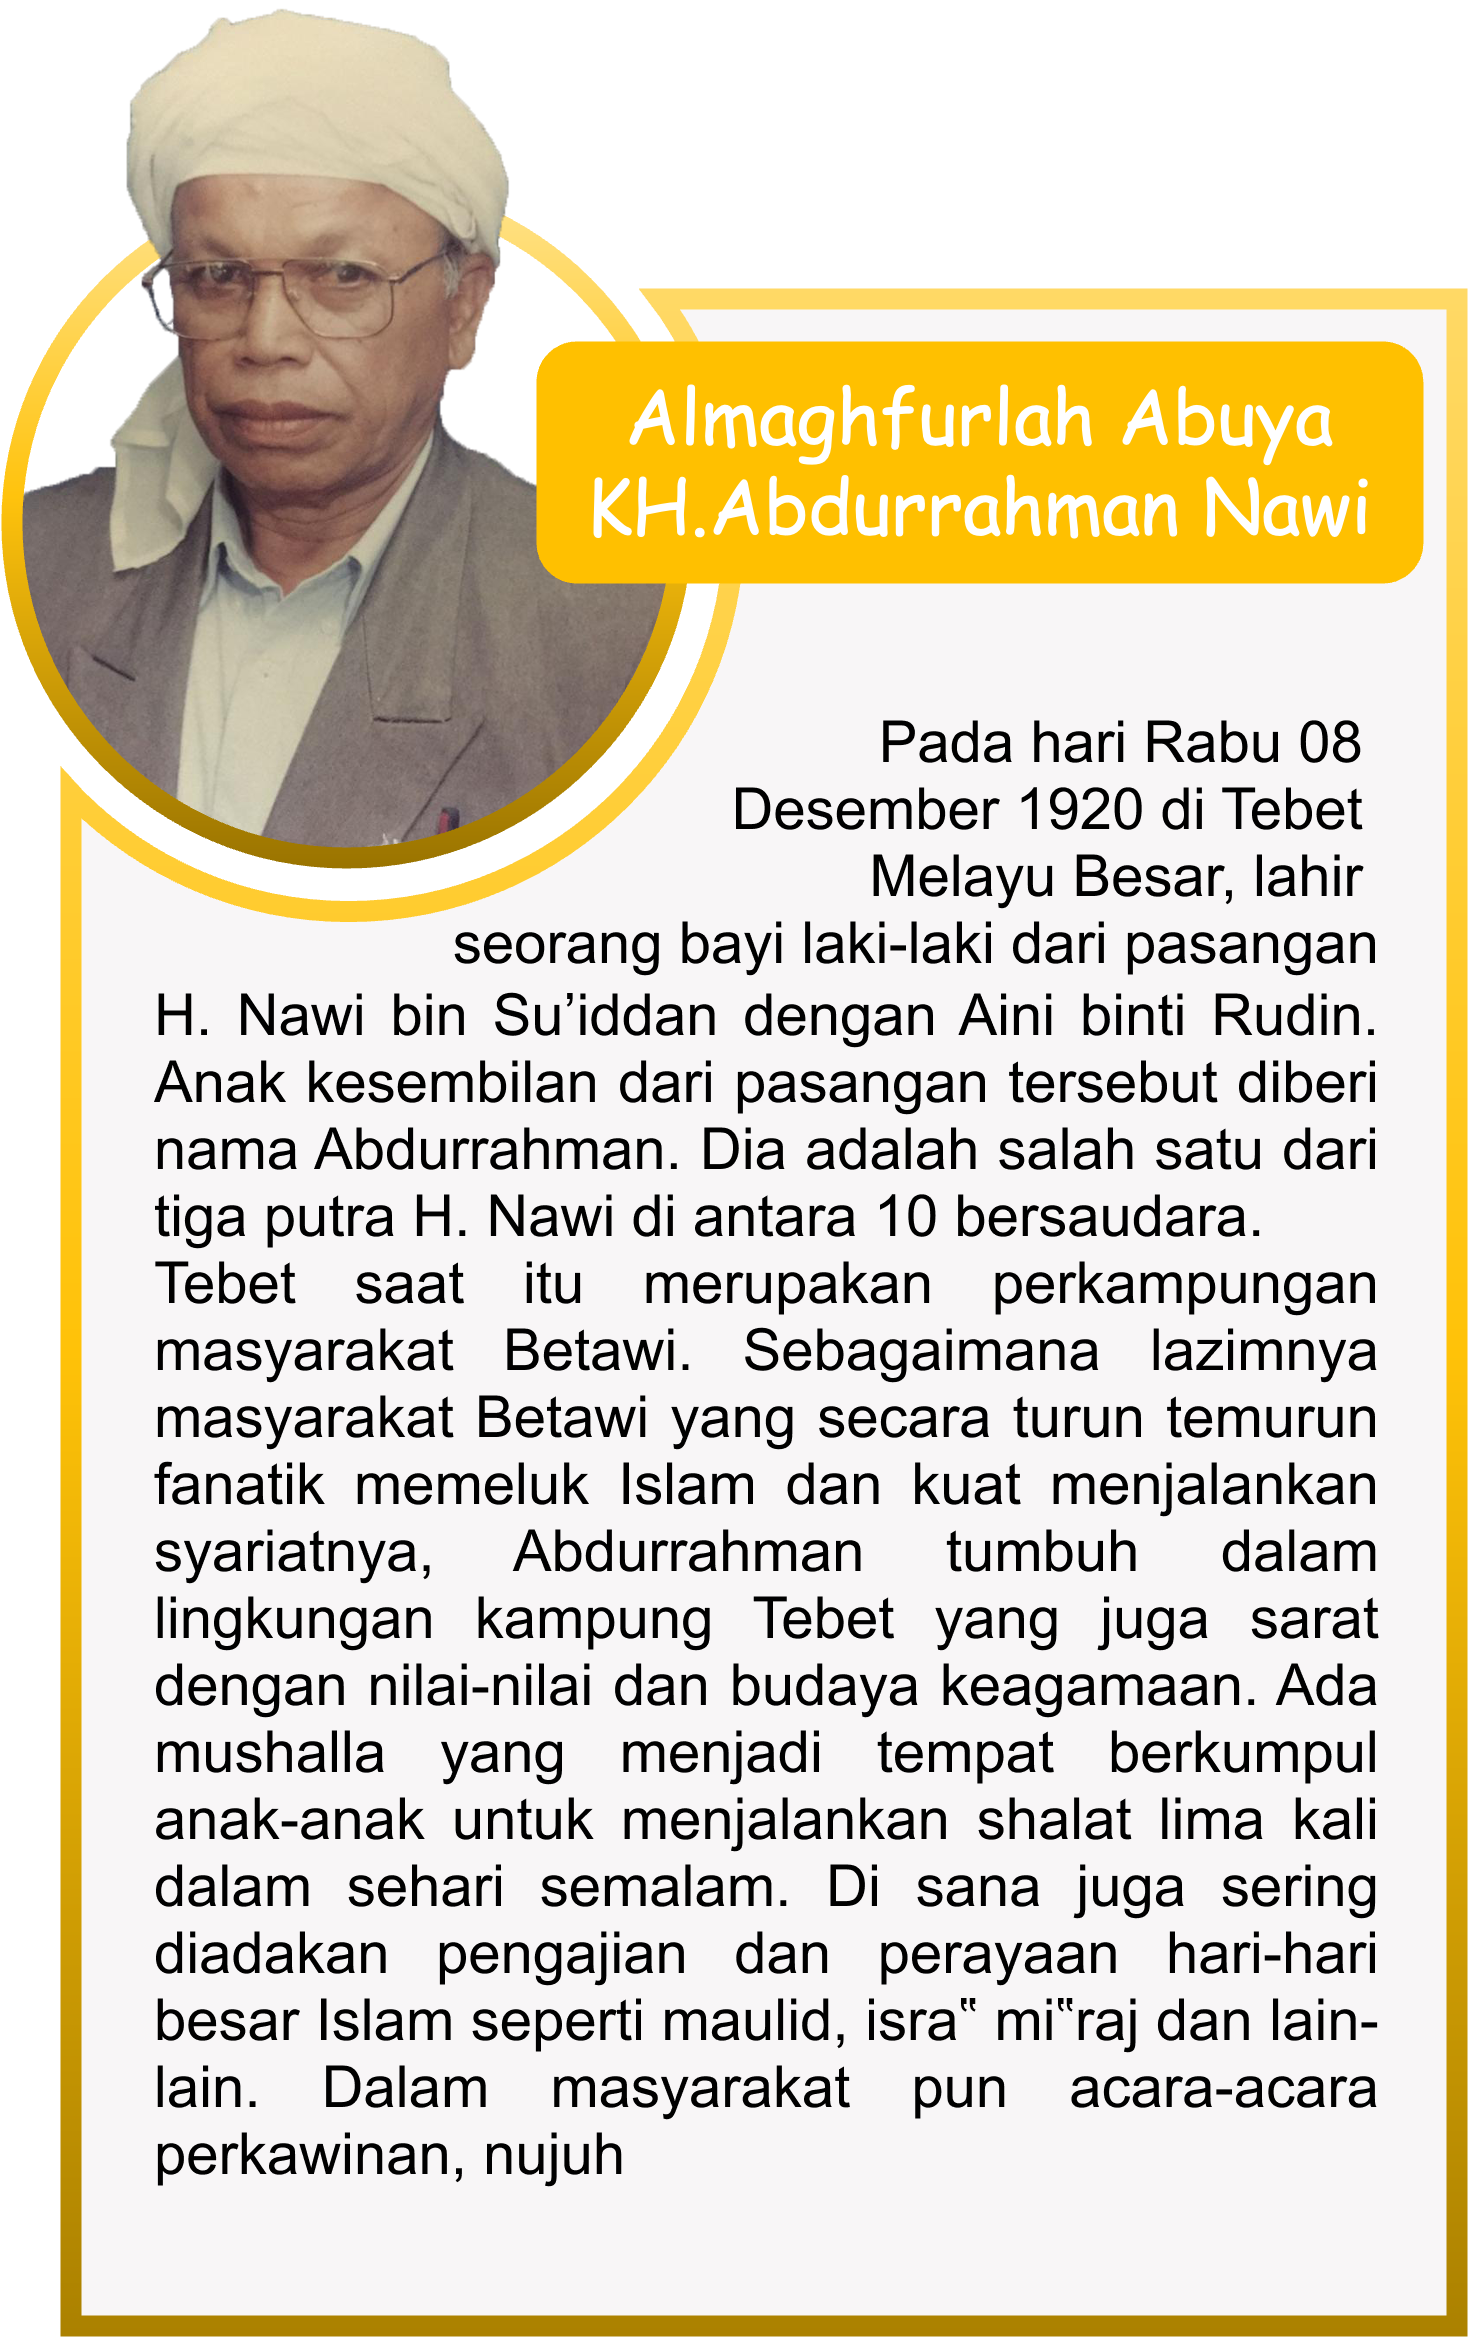 Almaghfurlah Abuya
KH.Abdurrahman Nawi
Pada hari Rabu 08
Desember 1920 di Tebet
Melayu Besar, lahir
seorang bayi laki-laki dari pasangan
H. Nawi bin Su’iddan dengan Aini binti Rudin.
Anak kesembilan dari pasangan tersebut diberi
nama Abdurrahman. Dia adalah salah satu dari
tiga putra H. Nawi di antara 10 bersaudara.
Tebet saat itu merupakan perkampungan
masyarakat Betawi. Sebagaimana lazimnya
masyarakat Betawi yang secara turun temurun
fanatik memeluk Islam dan kuat menjalankan
syariatnya, Abdurrahman tumbuh dalam
lingkungan kampung Tebet yang juga sarat
dengan nilai-nilai dan budaya keagamaan. Ada
mushalla yang menjadi tempat berkumpul
anak-anak untuk menjalankan shalat lima kali
dalam sehari semalam. Di sana juga sering
diadakan pengajian dan perayaan hari-hari
besar Islam seperti maulid, isra‟ mi‟raj dan lain-
lain. Dalam masyarakat pun acara-acara
perkawinan, nujuh